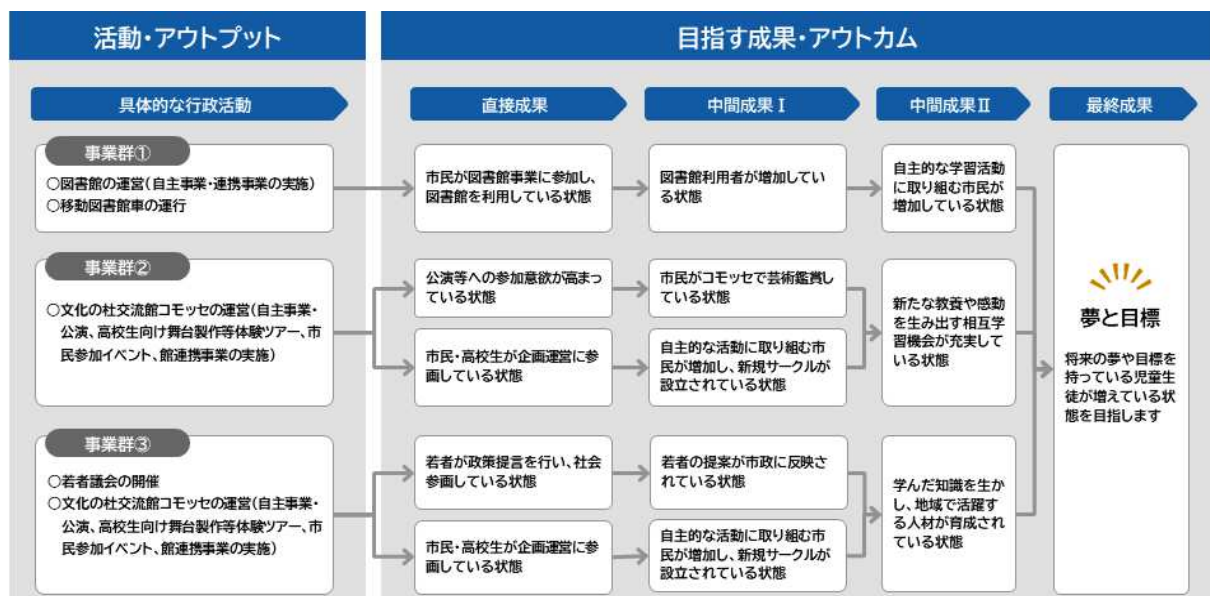 活動・アウトプット
目指す成果・アウトカム
具体的な行政活動
直接成果
中間成果Ⅰ
中間成果Ⅱ
最終成果
事業群①
○図書館の運営(自主事業・連携事業の実施)
○移動図書館車の運行
市民が図書館事業に参加し、
図書館を利用している状態
図書館利用者が増加してい
る状態
自主的な学習活動
に取り組む市民が
増加している状態
事業群②
○文化の杜交流館コモッセの運営(自主事業・
公演、高校生向け舞台製作等体験ツアー、市
民参加イベント、館連携事業の実施)
公演等への参加意欲が高まっ
ている状態
市民がコモッセで芸術鑑賞し
ている状態
市民・高校生が企画運営に参
画している状態
自主的な活動に取り組む市
民が増加し、新規サークルが
設立されている状態
新たな教養や感動
を生み出す相互学
習機会が充実して
いる状態
事業群③
○若者議会の開催
○文化の杜交流館コモッセの運営(自主事業・
公演、高校生向け舞台製作等体験ツアー、市
民参加イベント、館連携事業の実施)
若者が政策提言を行い、社会
参画している状態
若者の提案が市政に反映さ
れている状態
市民・高校生が企画運営に参
画している状態
自主的な活動に取り組む市
民が増加し、新規サークルが
設立されている状態
学んだ知識を生か
し、地域で活躍す
る人材が育成され
ている状態
夢と目標
将来の夢や目標を
持っている児童生
徒が増えている状
態を目指します